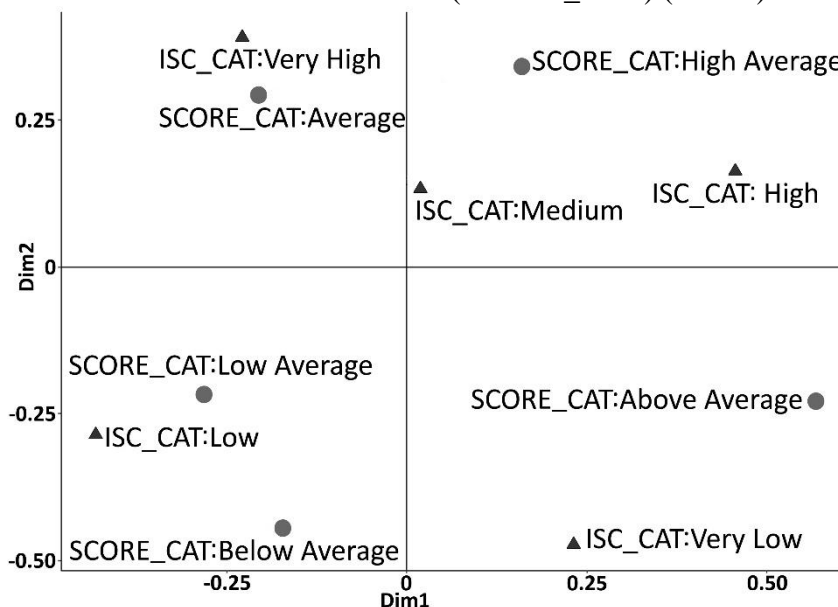 ISC_CAT:Very High
SCORE_CAT:High Average
SCORE_CAT:Average
0.25
ISC_CAT: High
ISC_CAT:Medium
0
Dim2
SCORE_CAT:Low Average
SCORE_CAT:Above Average
-0.25
ISC_CAT:Low
ISC_CAT:Very Low
SCORE_CAT:Below Average
-0.50
-0.25
0
0.25
0.50
Dim1